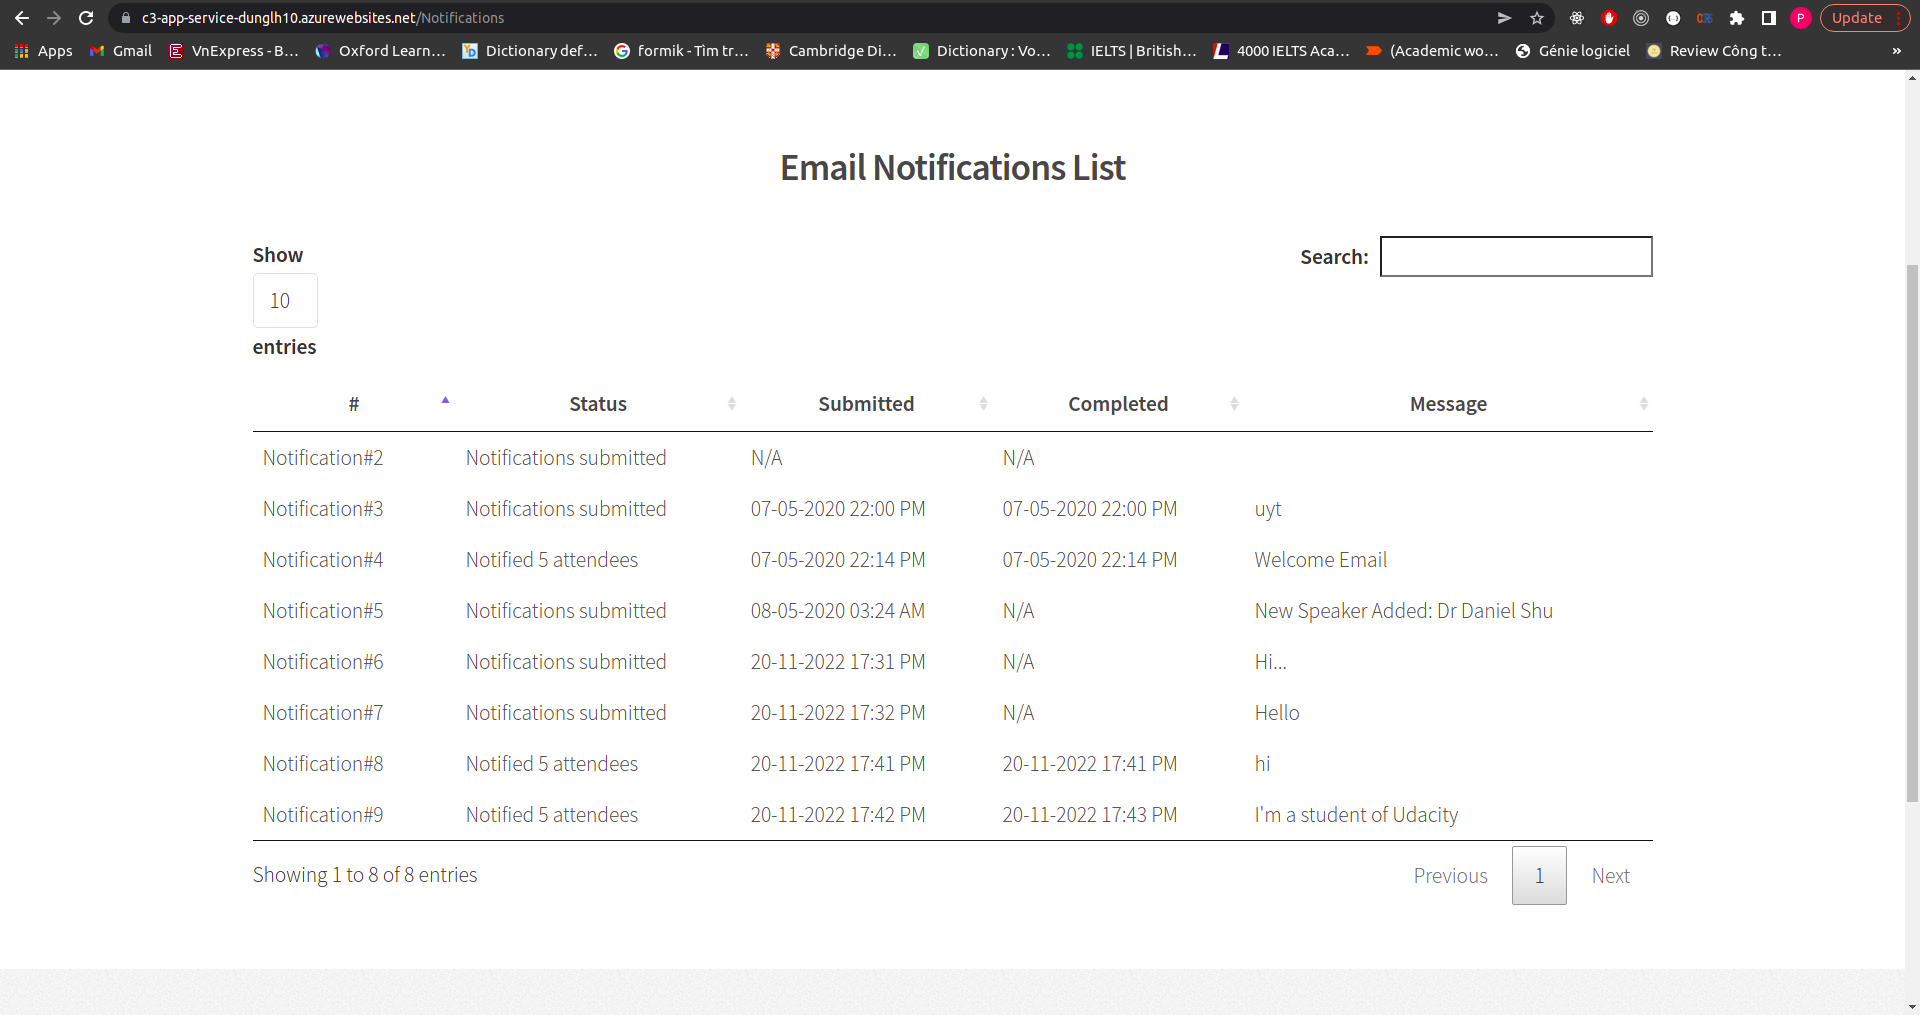 c3-app-service-dunglh10.azurewebsites.net/Notifications
P
Update
Apps
Gmail
VnExpress - B...
Oxford Learn...
Dictionary def...
formik - Tìm tr...
Cambridge Di...
Dictionary : Vo...
IELTS | British...
4000 IELTS Aca...
(Academic wo...
Génie logiciel
Review Công t...
»
Email Notifications List
Show
10
entries
Search:
# Status Submitted Completed Message
Notification#2 Notifications submitted N/A N/A
Notification#3 Notifications submitted 07-05-2020 22:00 PM 07-05-2020 22:00 PM uyt
Notification#4 Notified 5 attendees 07-05-2020 22:14 PM 07-05-2020 22:14 PM Welcome Email
Notification#5 Notifications submitted 08-05-2020 03:24 AM N/A New Speaker Added: Dr Daniel Shu
Notification#6 Notifications submitted 20-11-2022 17:31 PM N/A Hi...
Notification#7 Notifications submitted 20-11-2022 17:32 PM N/A Hello
Notification#8 Notified 5 attendees 20-11-2022 17:41 PM 20-11-2022 17:41 PM hi
Notification#9 Notified 5 attendees 20-11-2022 17:42 PM 20-11-2022 17:43 PM I'm a student of Udacity
Showing 1 to 8 of 8 entries
Previous 1 Next